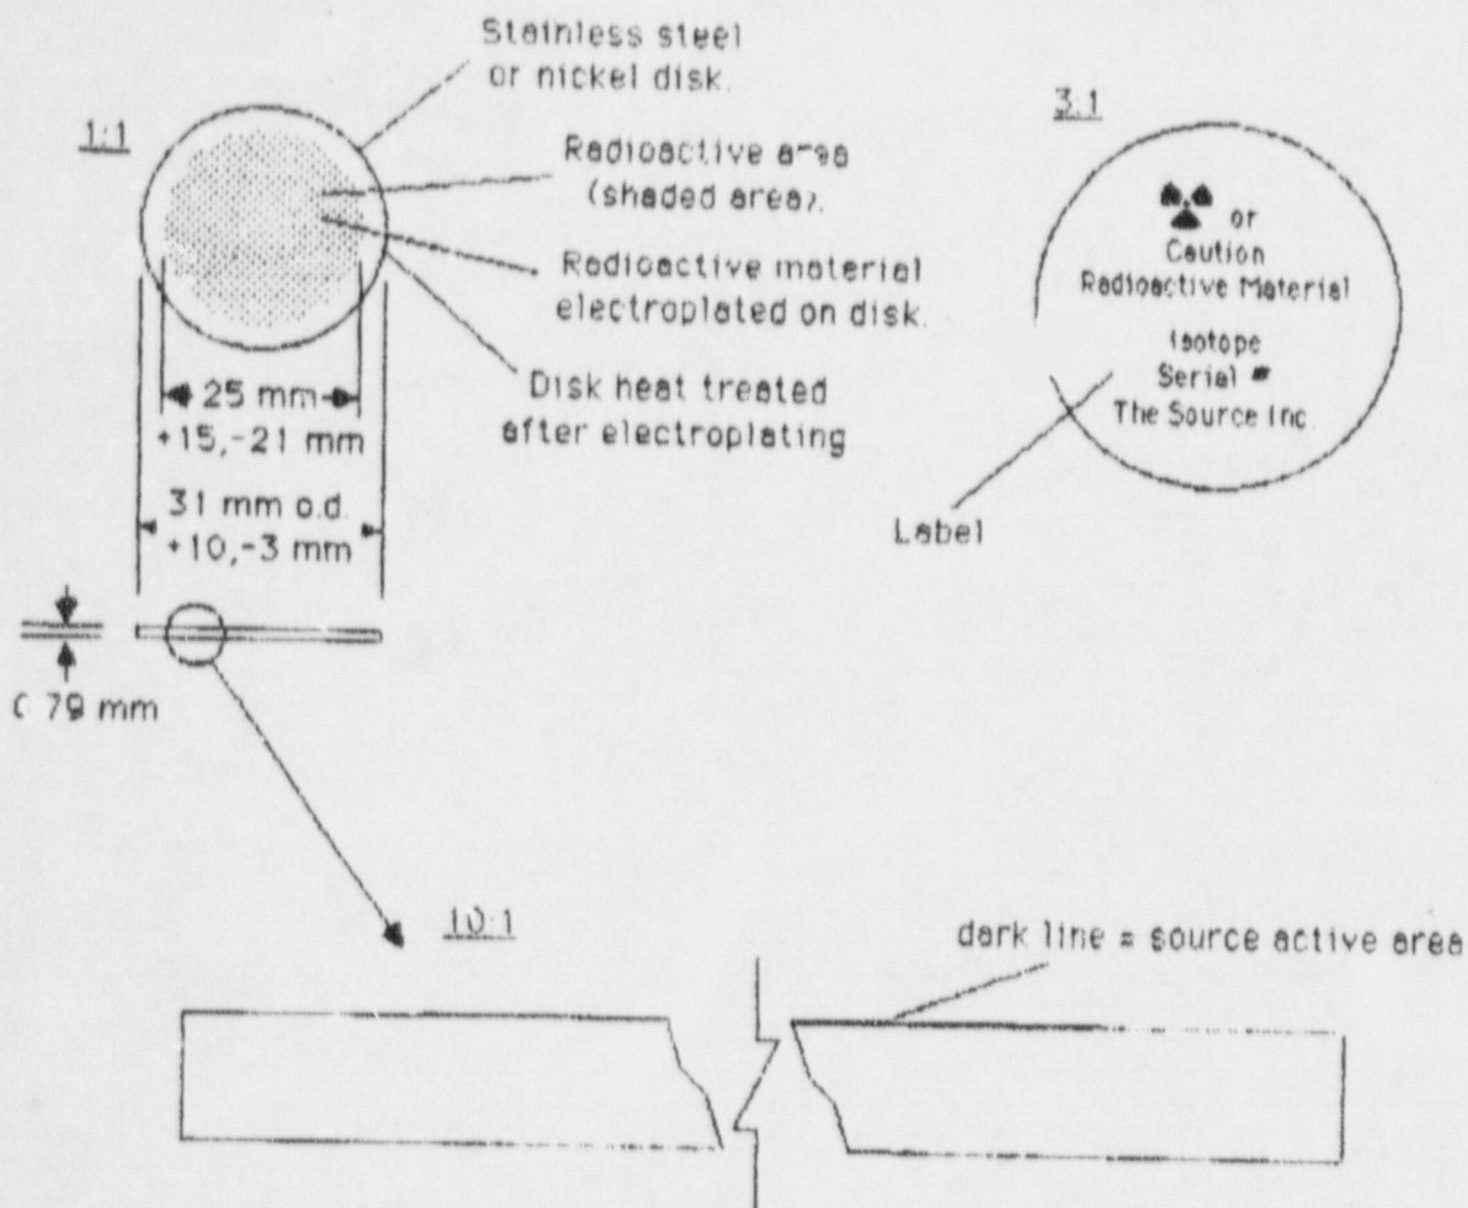 Stainless steel
or nickel disk.
1:1
Radioactive area
(shaded area).
Radioactive material
electroplated on disk.
Disk heat treated
after electroplating
25 mm
+15,-21 mm
31 mm o.d.
+10,-3 mm
0.79 mm
3:1
or
Caution
Radioactive Material
Isotope
Serial #
The Source Inc.
Label
10:1
dark line = source active area